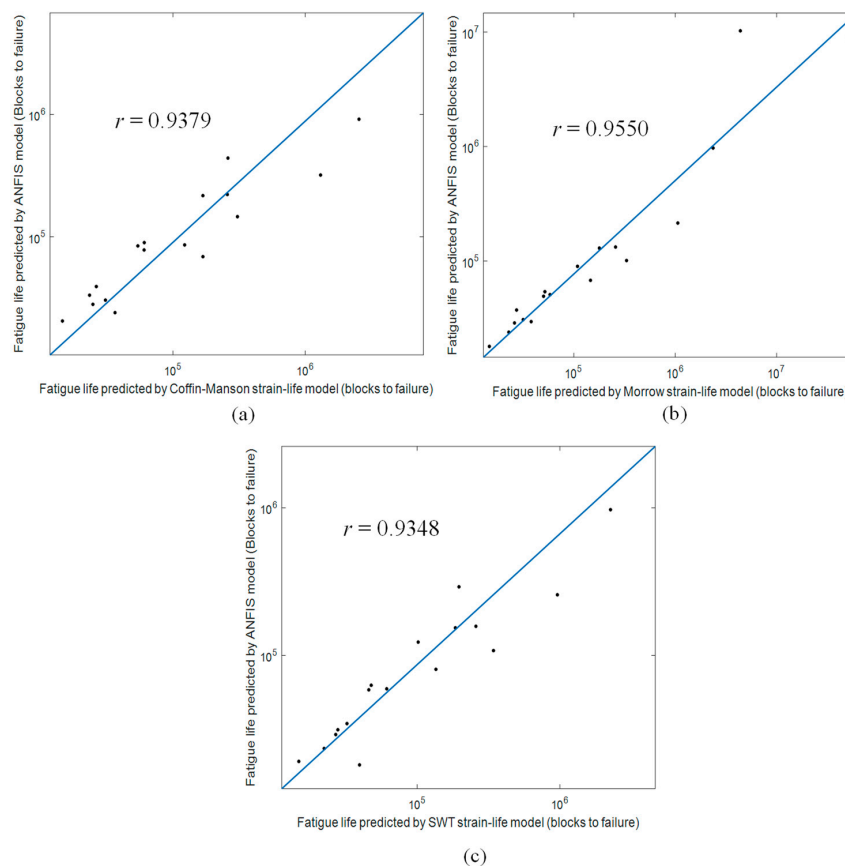 Fatigue life predicted by ANFIS model (Blocks to failure)
10^6
10^5
r = 0.9379
10^5
10^6
Fatigue life predicted by Coffin-Manson strain-life model (blocks to failure)
(a)
Fatigue life predicted by ANFIS model (Blocks to failure)
10^7
10^6
10^5
r = 0.9550
10^5
10^6
10^7
Fatigue life predicted by Morrow strain-life model (blocks to failure
(b)
Fatigue life predicted by ANFIS model (Blocks to failure)
10^6
10^5
r = 0.9348
10^5
10^6
Fatigue life predicted by SWT strain-life model (blocks to failure)
(c)